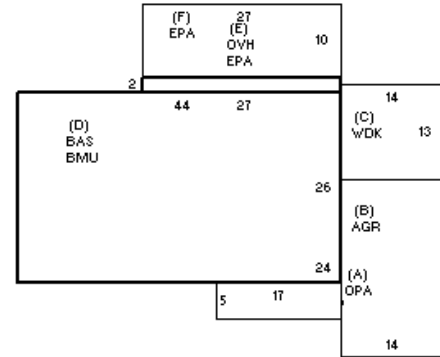 (F) 27
EPA (E) 10
OVH
EPA
2
44 27 14
(D) (C)
BAS WDK 13
BMU
26
(B)
AGR
24
(A)
OPA
5 17
14